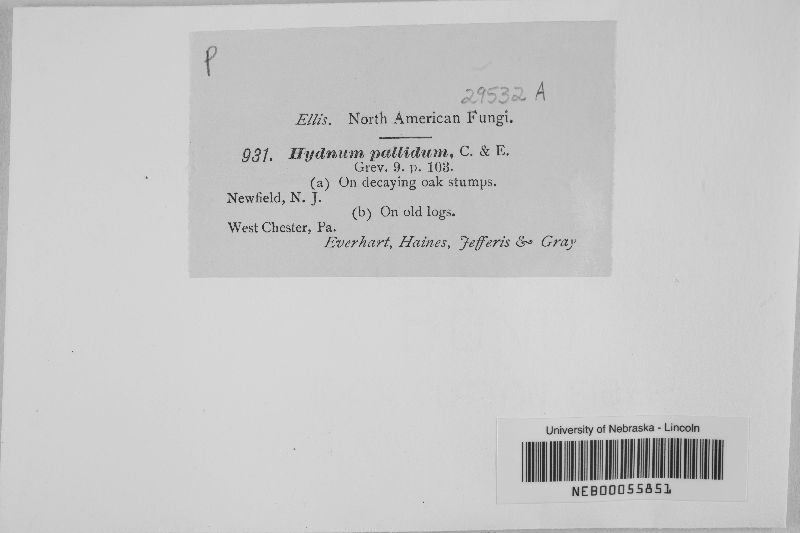 P
29532 A
Ellis. North American Fungi.
931. Hydnum pallidum, C. & E.
Grev. 9. p. 103.
(a) On decaying oak stumps.
Newfield, N. J.
(b) On old logs.
West Chester, Pa.
Everhart, Haines, Jefferis & Gray
University of Nebraska - Lincoln
NEB00055851